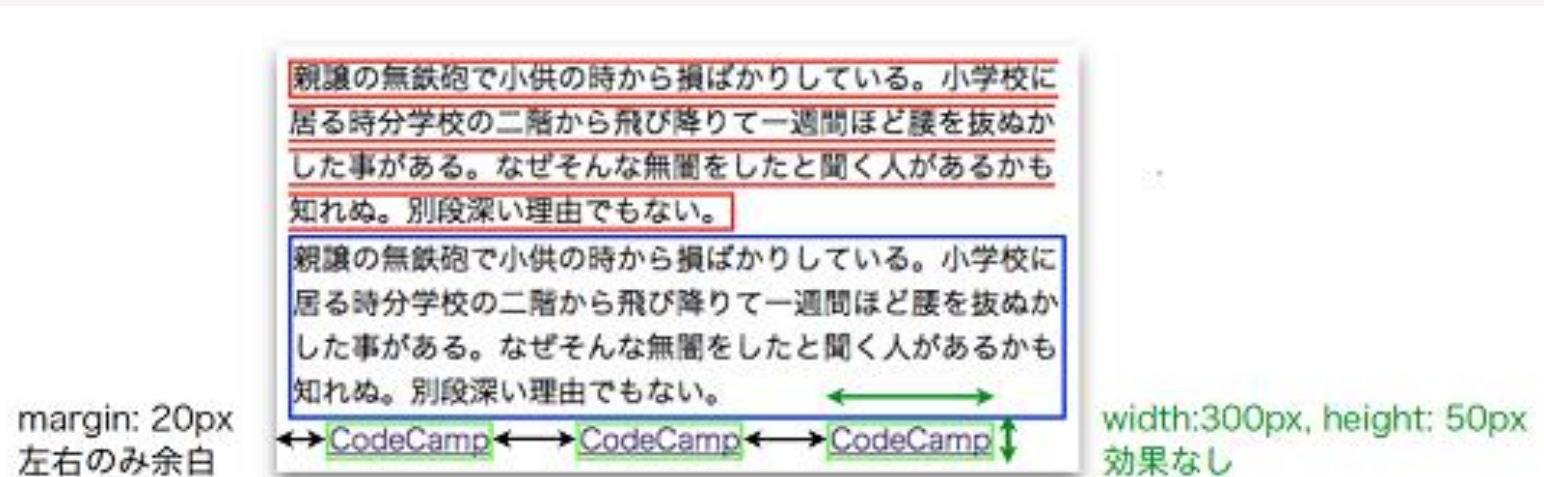 親譲の無鉄砲で小供の時から損ばかりしている。小学校に
居る時分学校の二階から飛び降りて一週間ほど腰を抜ぬか
した事がある。なぜそんな無闇をしたと聞く人があるかも
知れぬ。別段深い理由でもない。
親譲の無鉄砲で小供の時から損ばかりしている。小学校に
居る時分学校の二階から飛び降りて一週間ほど腰を抜ぬか
した事がある。なぜそんな無闇をしたと聞く人があるかも
知れぬ。別段深い理由でもない。
margin: 20px
左右のみ余白
CodeCamp CodeCamp CodeCamp
width:300px, height: 50px
効果なし